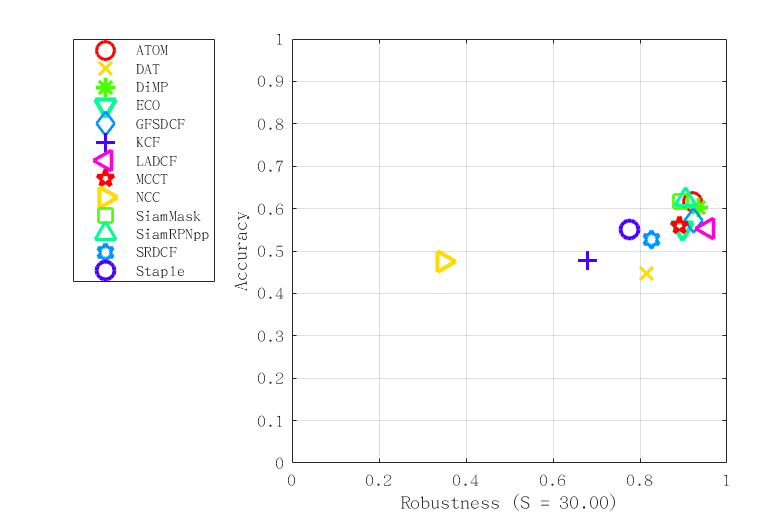 ATOM
DAT
DiMP
ECO
GFSDCF
KCF
LADCF
MCCT
NCC
SiamMask
SiamRPNpp
SRDCF
Staple
1
0.9
0.8
0.7
0.6
0.5
0.4
0.3
0.2
0.1
0
Accuracy
0 0.2 0.4 0.6 0.8 1
Robustness (S = 30.00)